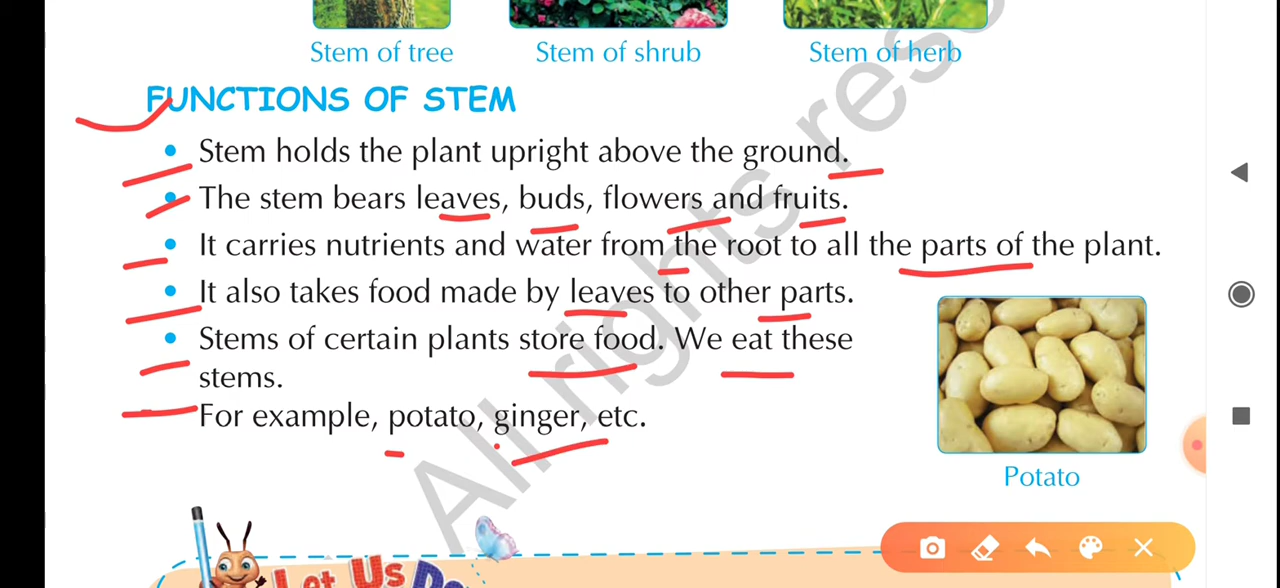 Stem of tree Stem of shrub Stem of herb
FUNCTIONS OF STEM
• Stem holds the plant upright above the ground.
• The stem bears leaves, buds, flowers and fruits.
• It carries nutrients and water from the root to all the parts of the plant.
• It also takes food made by leaves to other parts.
• Stems of certain plants store food. We eat these
stems.
For example, potato, ginger, etc.
Potato
All rights
Let Us